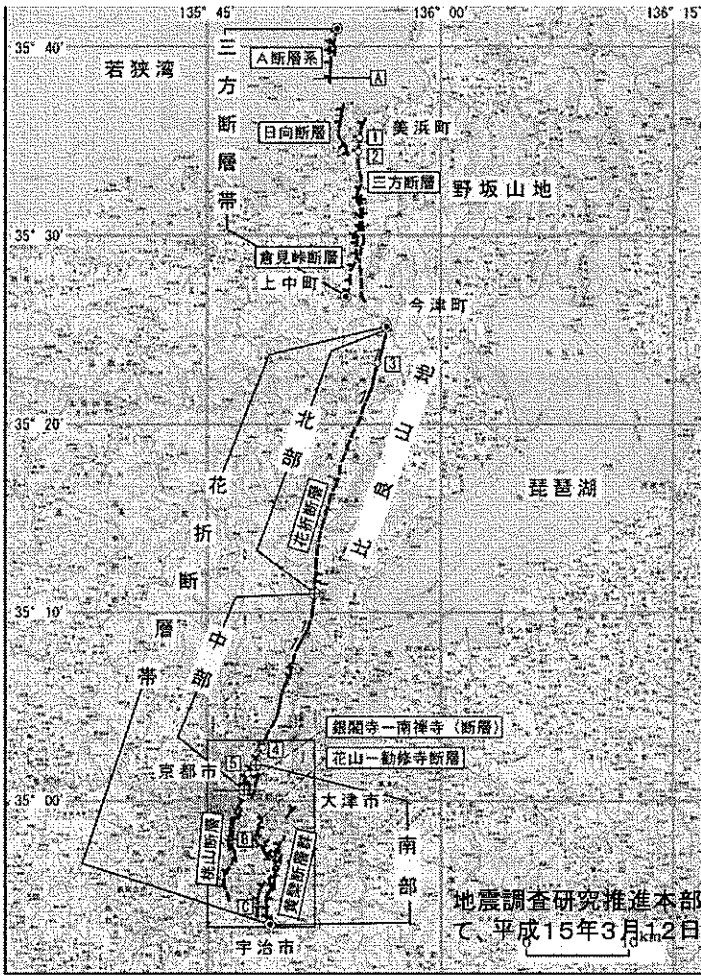 135° 45′
136° 00′
136° 15′
35° 40′
若狭湾
三方断層帯
A断層系
A
日向断層
1
美浜町
2
三方断層
野坂山地
35° 30′
倉見峠断層
上中町
今津町
3
35° 20′
北部
花折断層
比良山地
琵琶湖
花折断層帯
35° 10′
中部
銀閣寺－南禅寺（断層）
4
花山－勧修寺断層
5
京都市
35° 00′
大津市
桃山断層
B
黄檗断層群
南部
C
宇治市
地震調査研究推進本部
て、平成15年3月12日
0 10km